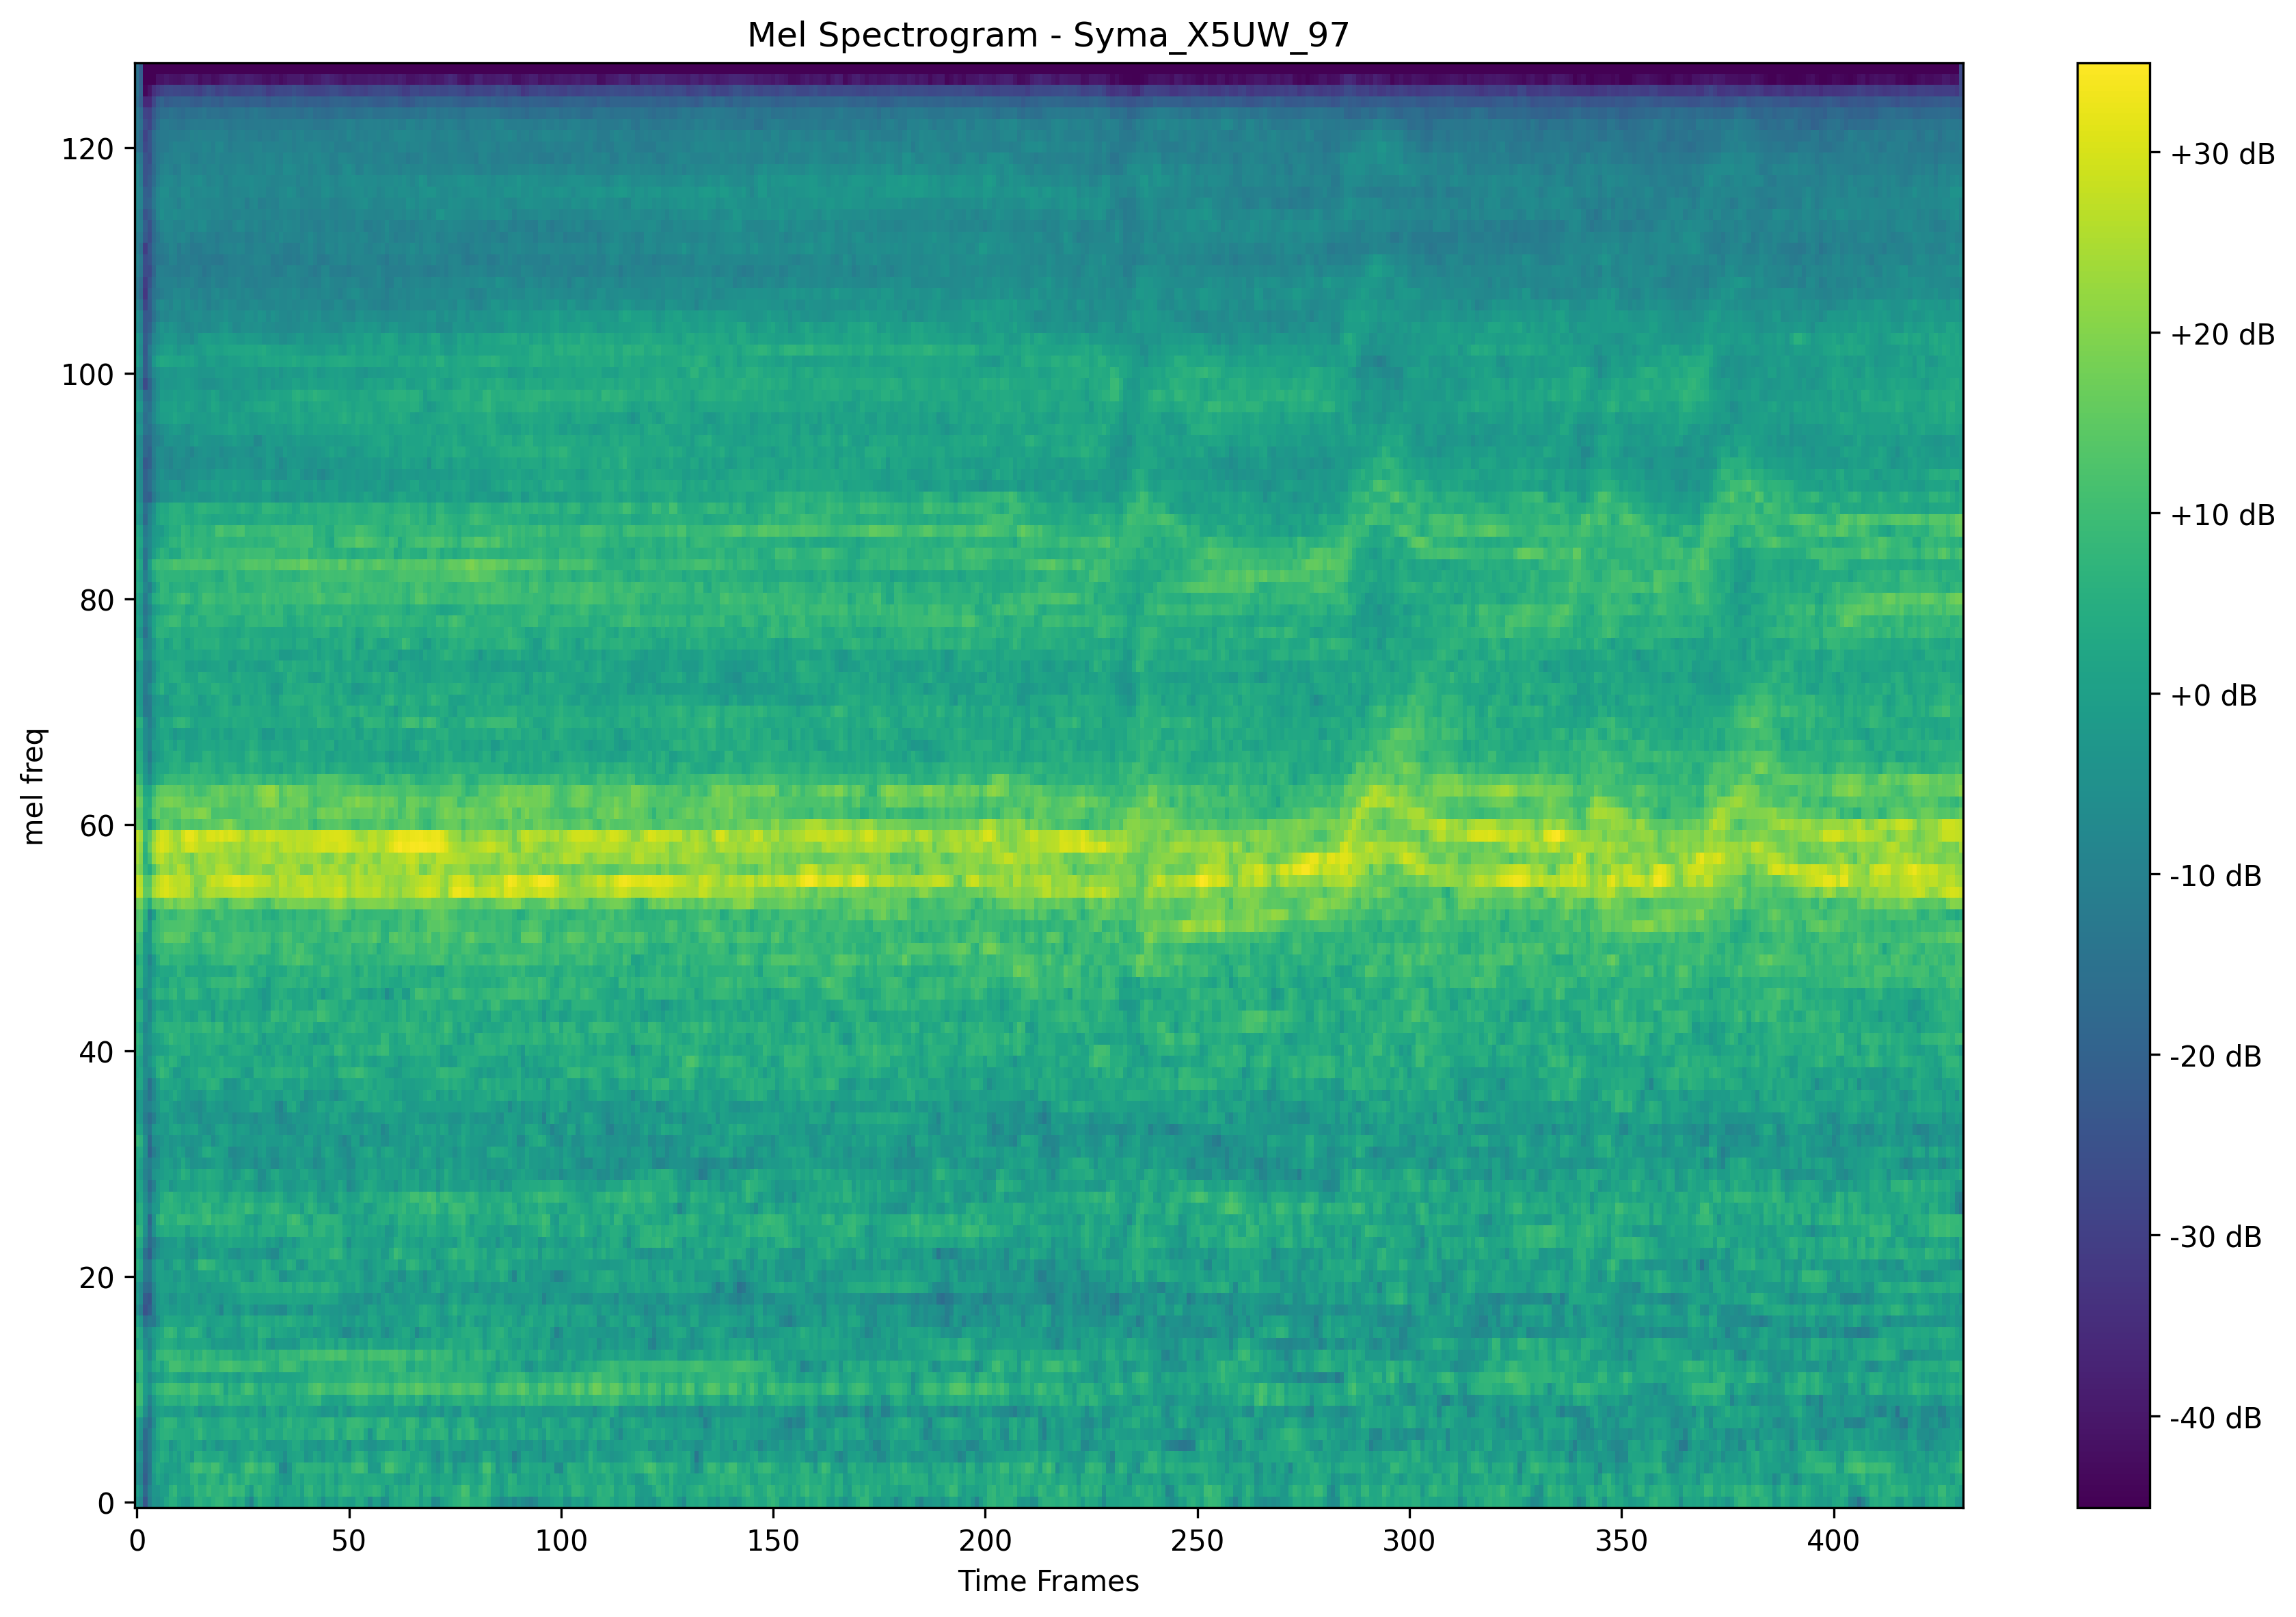 Mel Spectrogram - Syma_X5UW_97
mel freq
120
100
80
60
40
20
0
0 50 100 150 200 250 300 350 400
Time Frames
+30 dB
+20 dB
+10 dB
+0 dB
-10 dB
-20 dB
-30 dB
-40 dB